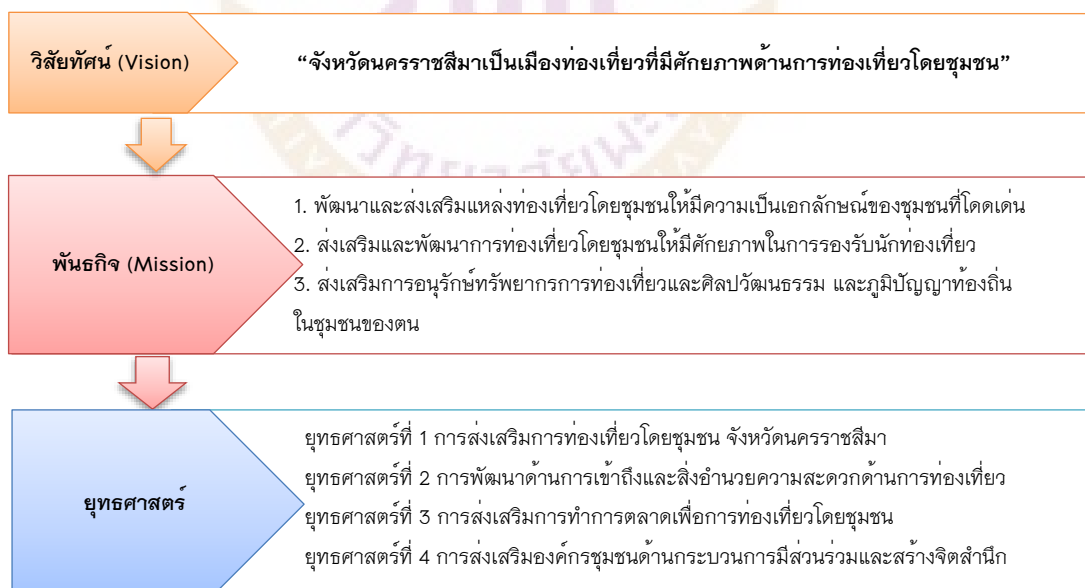 วิสัยทัศน์ (Vision)
“จังหวัดนครราชสีมาเป็นเมืองท่องเที่ยวที่มีศักยภาพด้านการท่องเที่ยวโดยชุมชน”
พันธกิจ (Mission)
1. พัฒนาและส่งเสริมแหล่งท่องเที่ยวโดยชุมชนให้มีความเป็นเอกลักษณ์ของชุมชนที่โดดเด่น
2. ส่งเสริมและพัฒนาการท่องเที่ยวโดยชุมชนให้มีศักยภาพในการรองรับนักท่องเที่ยว
3. ส่งเสริมการอนุรักษ์ทรัพยากรการท่องเที่ยวและศิลปวัฒนธรรม และภูมิปัญญาท้องถิ่น
ในชุมชนของตน
ยุทธศาสตร์
ยุทธศาสตร์ที่ 1 การส่งเสริมการท่องเที่ยวโดยชุมชน จังหวัดนครราชสีมา
ยุทธศาสตร์ที่ 2 การพัฒนาด้านการเข้าถึงและสิ่งอำนวยความสะดวกด้านการท่องเที่ยว
ยุทธศาสตร์ที่ 3 การส่งเสริมการทำการตลาดเพื่อการท่องเที่ยวโดยชุมชน
ยุทธศาสตร์ที่ 4 การส่งเสริมองค์กรชุมชนด้านกระบวนการมีส่วนร่วมและสร้างจิตสำนึก